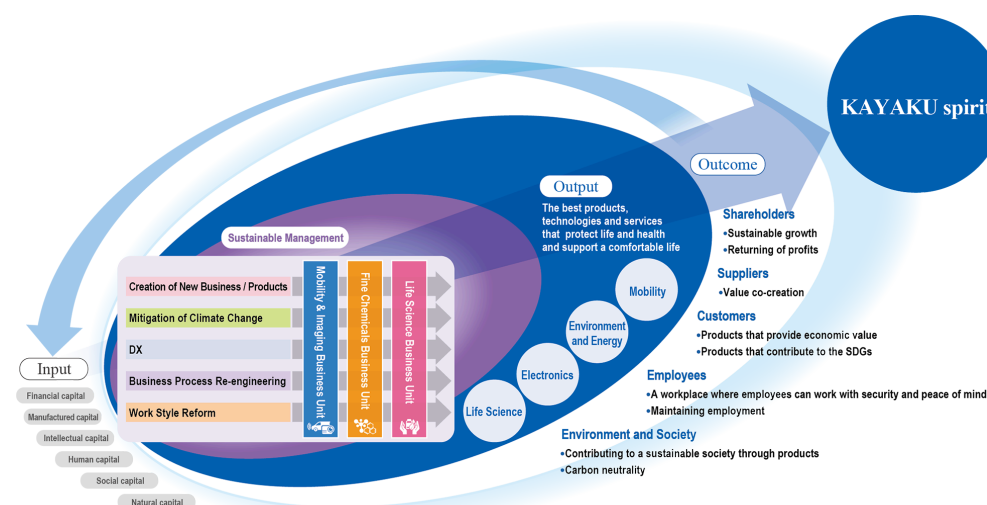 KAYAKU spirit
Outcome
Output
The best products,
technologies and services
that protect life and health
and support a comfortable life
Sustainable Management
Creation of New Business / Products
Mitigation of Climate Change
DX
Business Process Re-engineering
Work Style Reform
Mobility & Imaging Business Unit
Fine Chemicals Business Unit
Life Science Business Unit
Mobility
Environment
and Energy
Electronics
Life Science
Input
Financial capital
Manufactured capital
Intellectual capital
Human capital
Social capital
Natural capital
Shareholders
•Sustainable growth
•Returning of profits
Suppliers
•Value co-creation
Customers
•Products that provide economic value
•Products that contribute to the SDGs
Employees
•A workplace where employees can work with security and peace of mind
•Maintaining employment
Environment and Society
•Contributing to a sustainable society through products
•Carbon neutrality